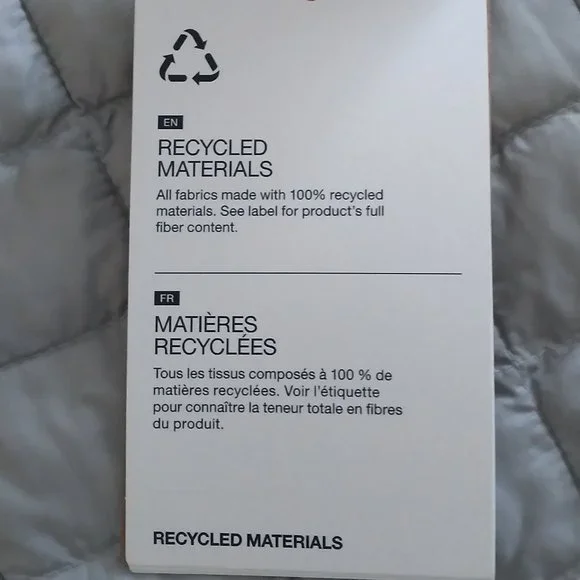 EN
RECYCLED
MATERIALS
All fabrics made with 100% recycled
materials. See label for product's full
fiber content.
FR
MATIÈRES
RECYCLÉES
Tous les tissus composés à 100 % de
matières recyclées. Voir l'étiquette
pour connaître la teneur totale en fibres
du produit.
RECYCLED MATERIALS